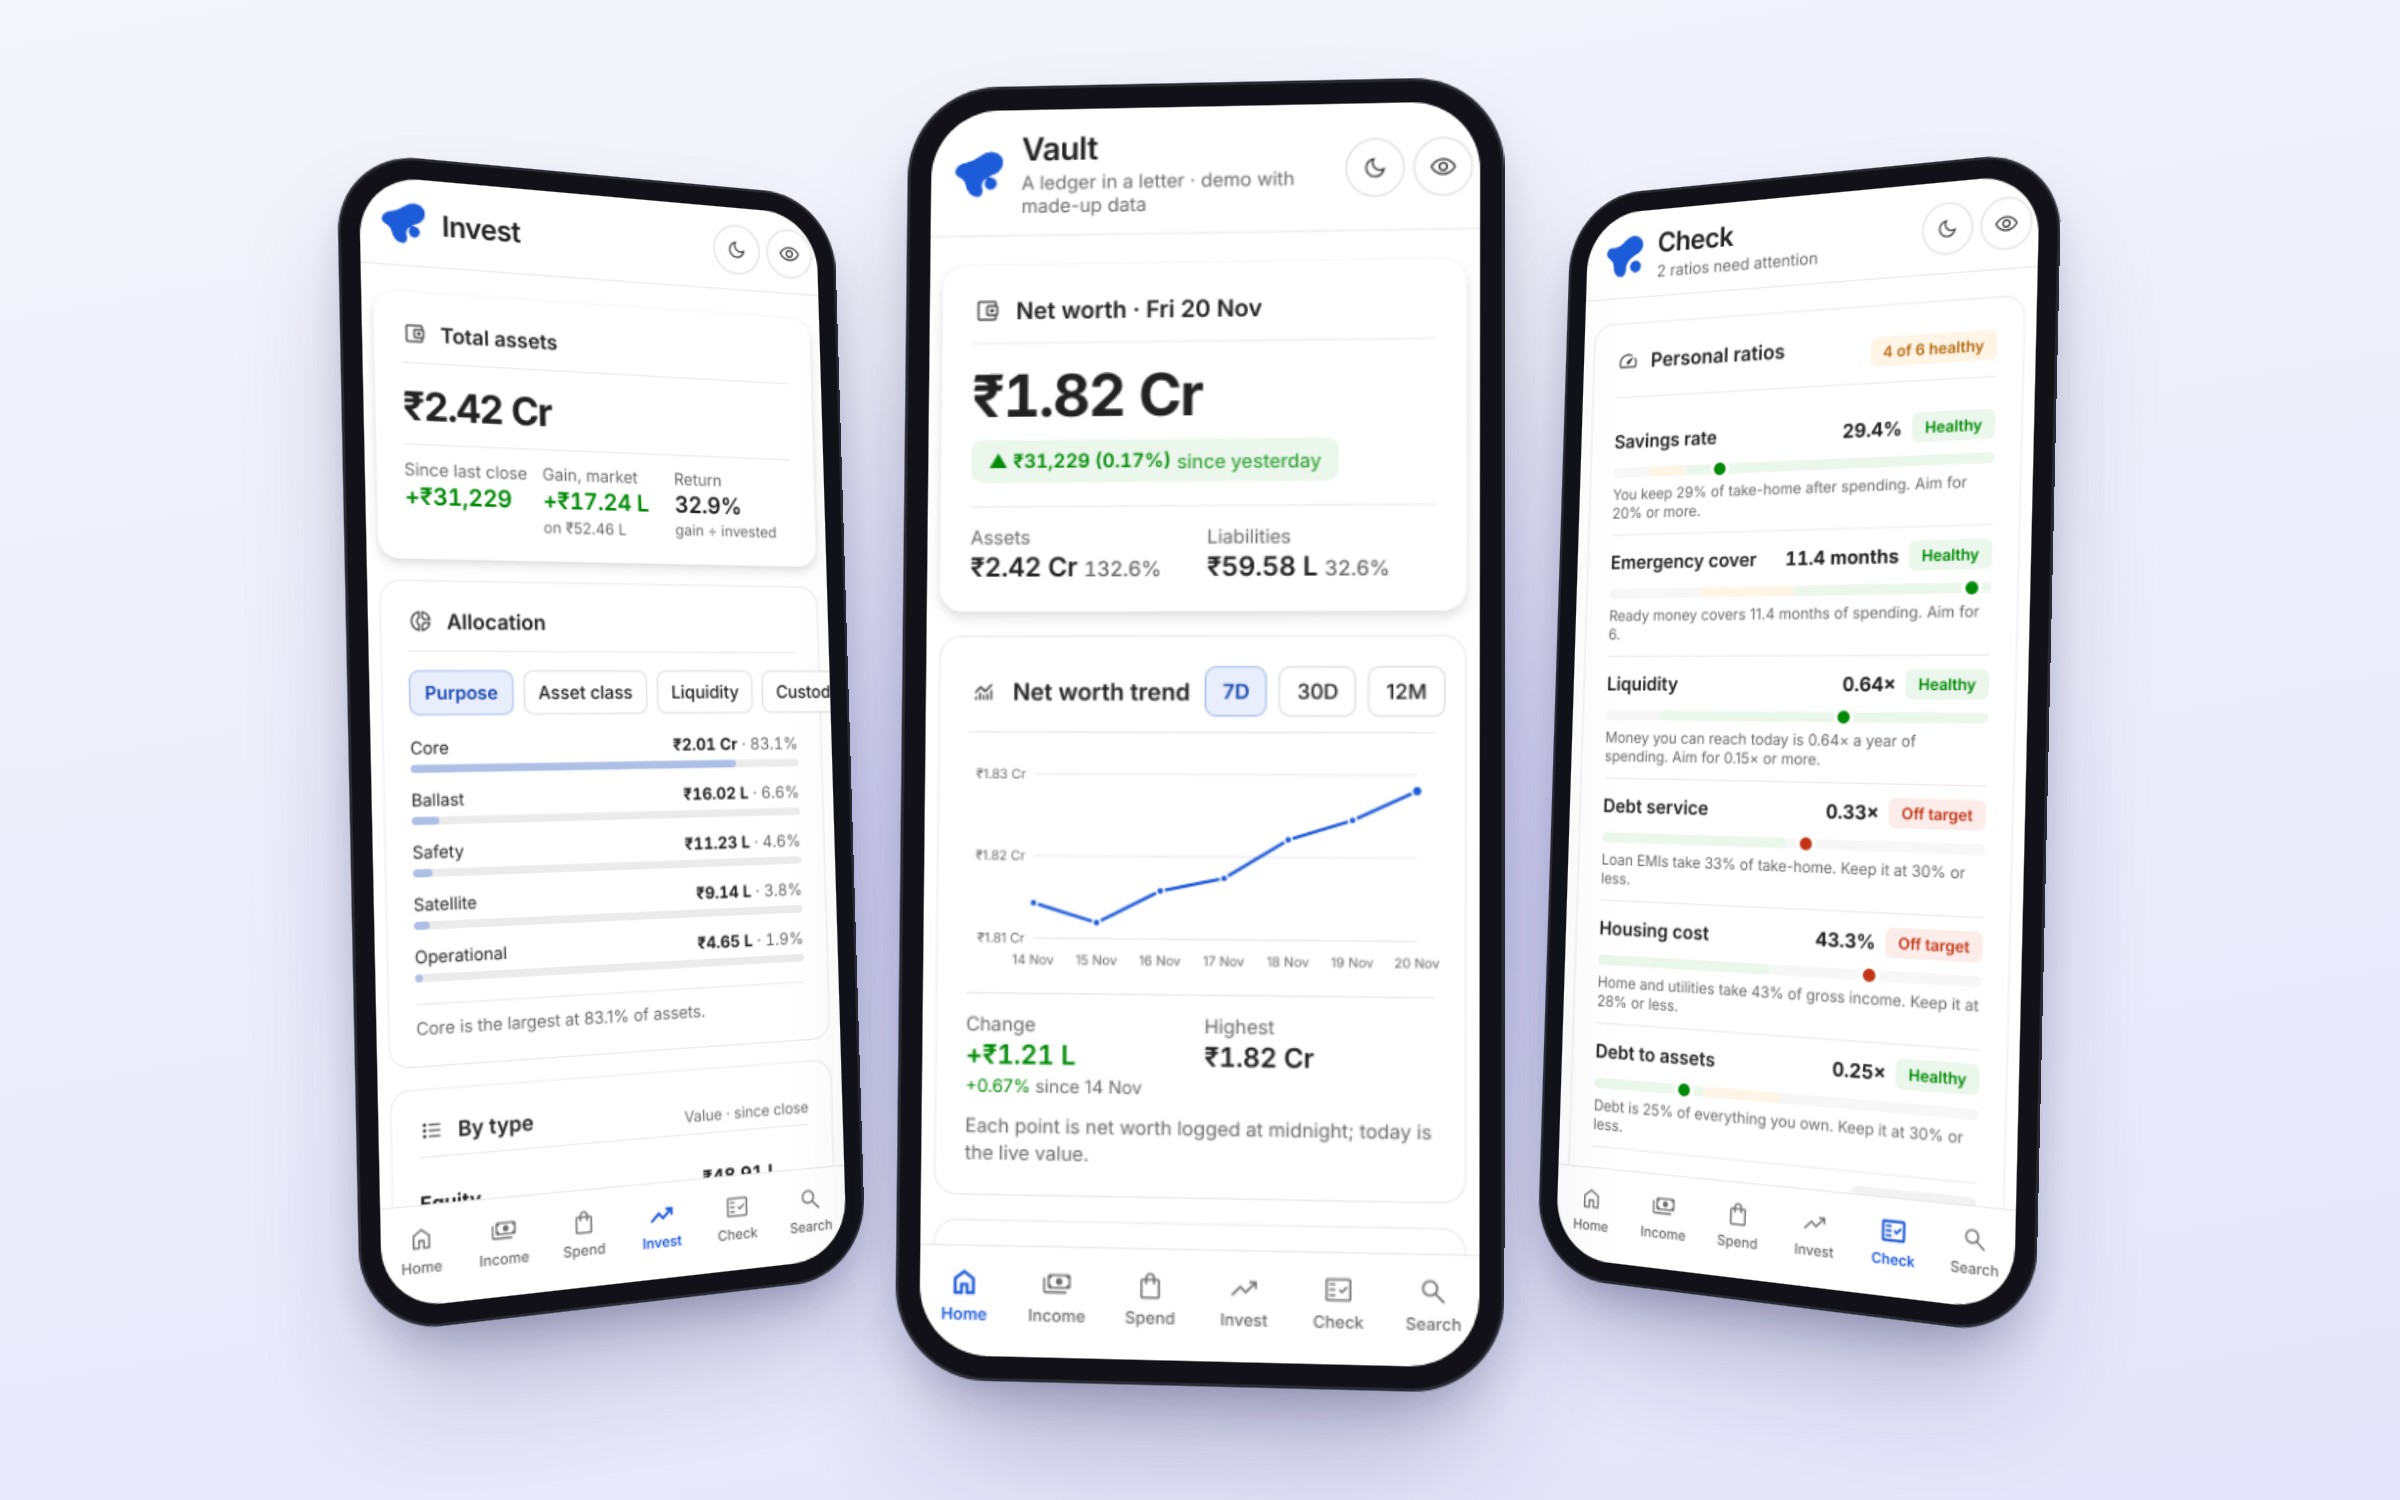 Invest
Total assets
₹2.42 Cr
Since last close
+₹31,229
Gain, market
+₹17.24 L
on ₹52.46 L
Return
32.9%
gain ÷ invested
Allocation
Purpose
Asset class
Liquidity
Custod
Core
₹2.01 Cr · 83.1%
Ballast
₹16.02 L · 6.6%
Safety
₹11.23 L · 4.6%
Satellite
₹9.14 L · 3.8%
Operational
₹4.65 L · 1.9%
Core is the largest at 83.1% of assets.
By type
Value · since close
Equity
₹48.91 L
Home
Income
Spend
Invest
Check
Search
Vault
A ledger in a letter · demo with
made-up data
Net worth · Fri 20 Nov
₹1.82 Cr
▲ ₹31,229 (0.17%) since yesterday
Assets
₹2.42 Cr 132.6%
Liabilities
₹59.58 L 32.6%
Net worth trend
7D
30D
12M
₹1.83 Cr
₹1.82 Cr
₹1.81 Cr
14 Nov
15 Nov
16 Nov
17 Nov
18 Nov
19 Nov
20 Nov
Change
+₹1.21 L
+0.67% since 14 Nov
Highest
₹1.82 Cr
Each point is net worth logged at midnight; today is
the live value.
Home
Income
Spend
Invest
Check
Search
Check
2 ratios need attention
Personal ratios
4 of 6 healthy
Savings rate
29.4%
Healthy
You keep 29% of take-home after spending. Aim for
20% or more.
Emergency cover
11.4 months
Healthy
Ready money covers 11.4 months of spending. Aim for
6.
Liquidity
0.64×
Healthy
Money you can reach today is 0.64× a year of
spending. Aim for 0.15× or more.
Debt service
0.33×
Off target
Loan EMIs take 33% of take-home. Keep it at 30% or
less.
Housing cost
43.3%
Off target
Home and utilities take 43% of gross income. Keep it at
28% or less.
Debt to assets
0.25×
Healthy
Debt is 25% of everything you own. Keep it at 30% or
less.
Home
Income
Spend
Invest
Check
Search